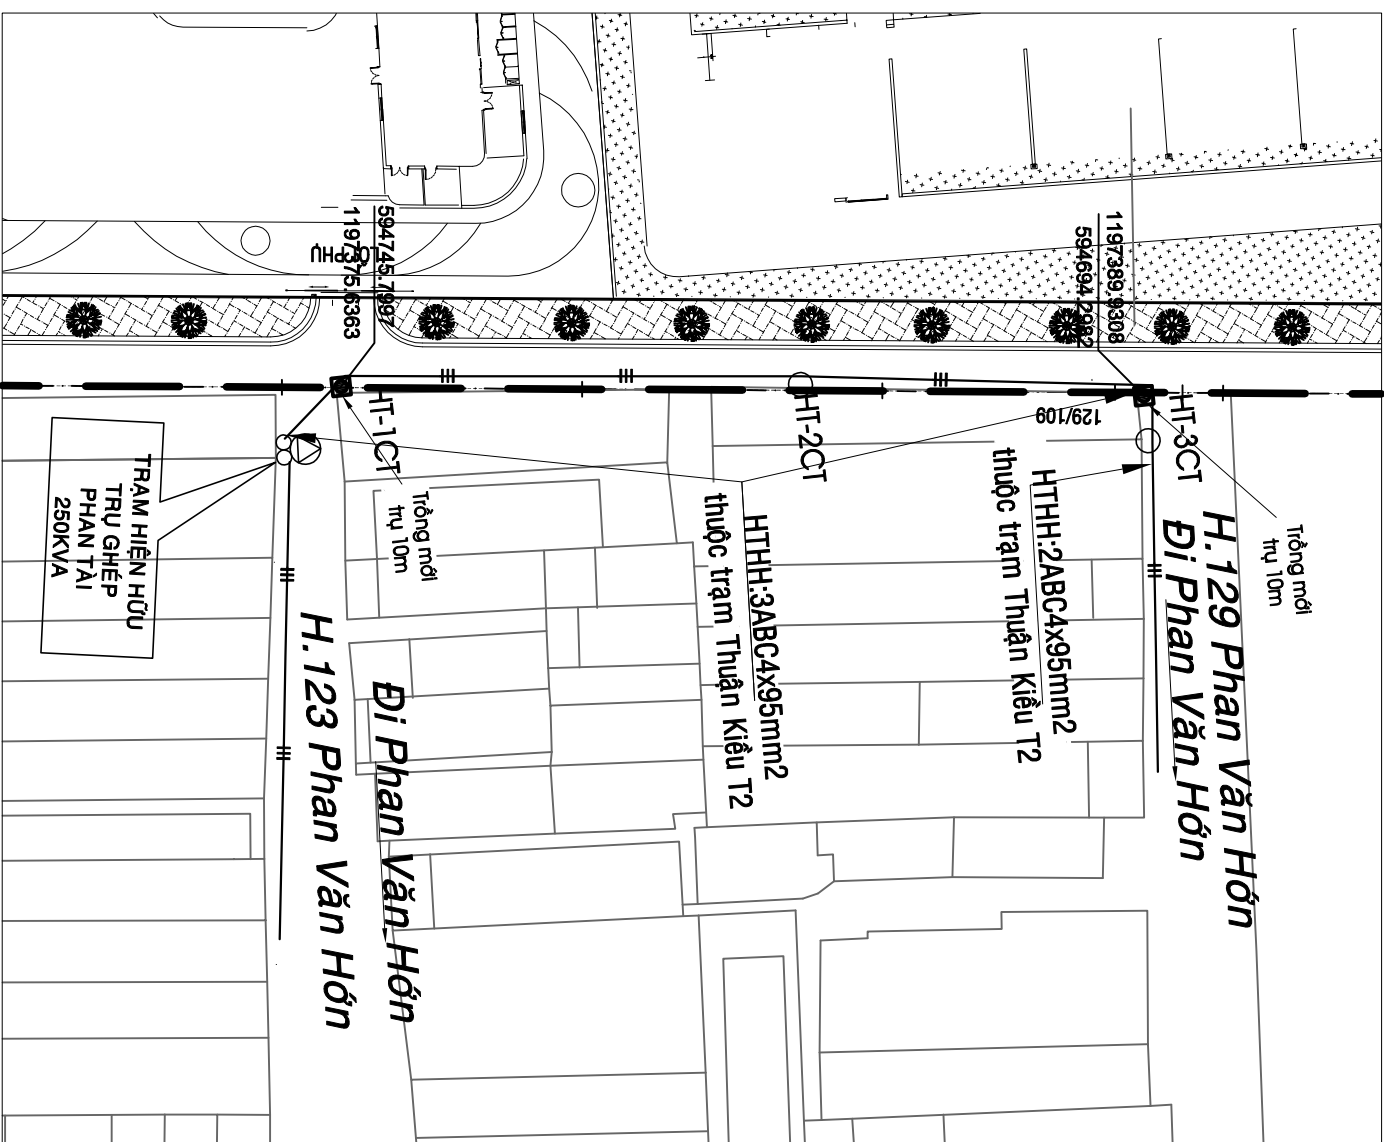 594745.7997
1197375.6363
LỘT PHỤ
1197389.9308
594694.2982
HT-1CT
HT-2CT
129/109
HT-3CT
Trồng mới
trụ 10m
Trồng mới
trụ 10m
TRẠM HIỆN HỮU
TRỤ GHÉP
PHAN TÀI
250KVA
HTHH:3ABC4x95mm2
thuộc trạm Thuận Kiều T2
HTHH:2ABC4x95mm2
thuộc trạm Thuận Kiều T2
H.129 Phan Văn Hớn
Đi Phan Văn Hớn
Đi Phan Văn Hớn
H.123 Phan Văn Hớn